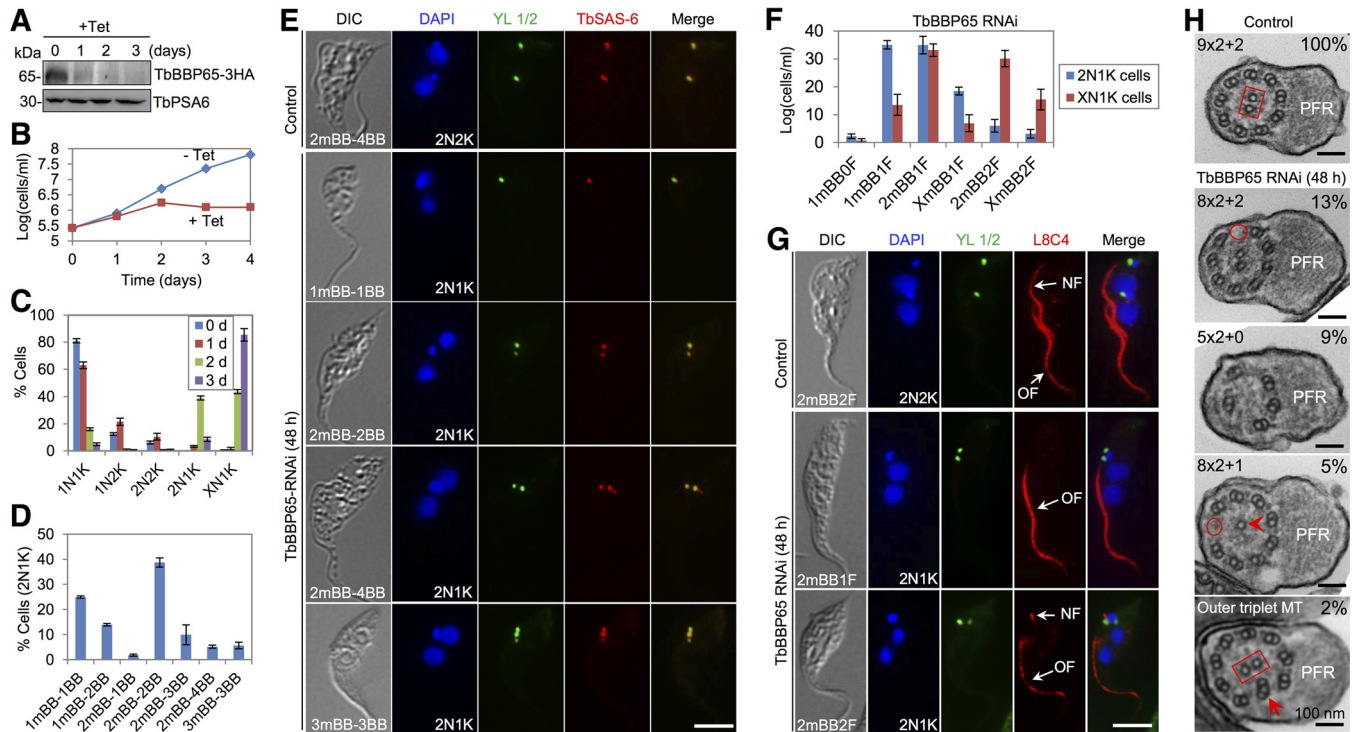 A
+Tet
kDa 0 1 2 3 (days)
65- TbBBP65-3HA
30- TbPSA6
B
Log(cells/ml)
8
7.5
7
6.5
6
5.5
5
- Tet
+ Tet
0 1 2 3 4
Time (days)
C
% Cells
100
80
60
40
20
0
0 d
1 d
2 d
3 d
1N1K 1N2K 2N2K 2N1K XN1K
D
% Cells (2N1K)
50
40
30
20
10
0
1mBB-1BB 1mBB-2BB 2mBB-1BB 2mBB-2BB 2mBB-3BB 2mBB-4BB 3mBB-3BB
E
DIC DAPI YL 1/2 TbSAS-6 Merge
Control
2mBB-4BB 2N2K
TbBBP65-RNAi (48 h)
1mBB-1BB 2N1K
2mBB-2BB 2N1K
2mBB-4BB 2N1K
3mBB-3BB 2N1K
F
TbBBP65 RNAi
Log(cells/ml)
40
30
20
10
0
2N1K cells
XN1K cells
1mBB0F 1mBB1F 2mBB1F XmBB1F 2mBB2F XmBB2F
G
DIC DAPI YL 1/2 L8C4 Merge
Control
NF
OF
2mBB2F 2N2K
TbBBP65 RNAi (48 h)
OF
2mBB1F 2N1K
NF
OF
2mBB2F 2N1K
H
Control
9x2+2 100%
PFR
TbBBP65 RNAi (48 h)
8x2+2 13%
PFR
5x2+0 9%
PFR
8x2+1 5%
PFR
Outer triplet MT 2%
PFR
100 nm